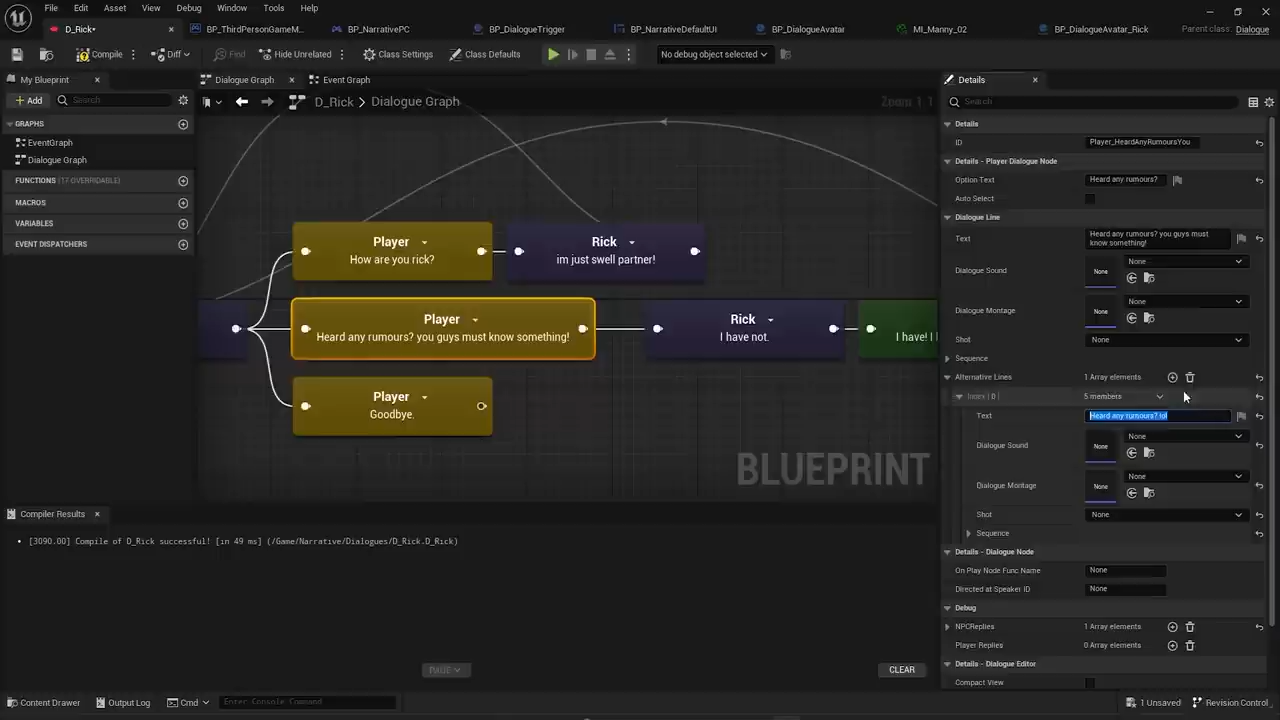 File Edit Asset View Debug Window Tools Help
D_Rick•
BP_ThirdPersonGameM...
BP_NarrativePC
BP_DialogueTrigger
BP_NarrativeDefaultUI
BP_DialogueAvatar
MI_Manny_02
BP_DialogueAvatar_Rick
Parent class: Dialogue
Compile
Diff
Find
Hide Unrelated
Class Settings
Class Defaults
No debug object selected
My Blueprint
Dialogue Graph
Event Graph
Details
Add
Search
D_Rick > Dialogue Graph
Zoom 1:1
Search
GRAPHS
EventGraph
Dialogue Graph
FUNCTIONS (17 OVERRIDABLE)
MACROS
VARIABLES
EVENT DISPATCHERS
Player
How are you rick?
Rick
im just swell partner!
Player
Heard any rumours? you guys must know something!
Rick
I have not.
I have! I h
Player
Goodbye.
BLUEPRINT
Details
ID
Player_HeardAnyRumoursYou
Details - Player Dialogue Node
Option Text
Heard any rumours?
Auto Select
Dialogue Line
Text
Heard any rumours? you guys must
know something!
Dialogue Sound
None
None
Dialogue Montage
None
None
Shot
None
Sequence
Alternative Lines
1 Array elements
Index [ 0 ]
5 members
Text
Heard any rumours? lol
Dialogue Sound
None
None
Dialogue Montage
None
None
Shot
None
Sequence
Details - Dialogue Node
On Play Node Func Name
None
Directed at Speaker ID
None
Debug
NPCReplies
1 Array elements
Player Replies
0 Array elements
Details - Dialogue Editor
Compact View
Compiler Results
• [3090.00] Compile of D_Rick successful! [in 49 ms] (/Game/Narrative/Dialogues/D_Rick.D_Rick)
PAGE
CLEAR
Content Drawer
Output Log
Cmd
Enter Console Command
1 Unsaved
Revision Control